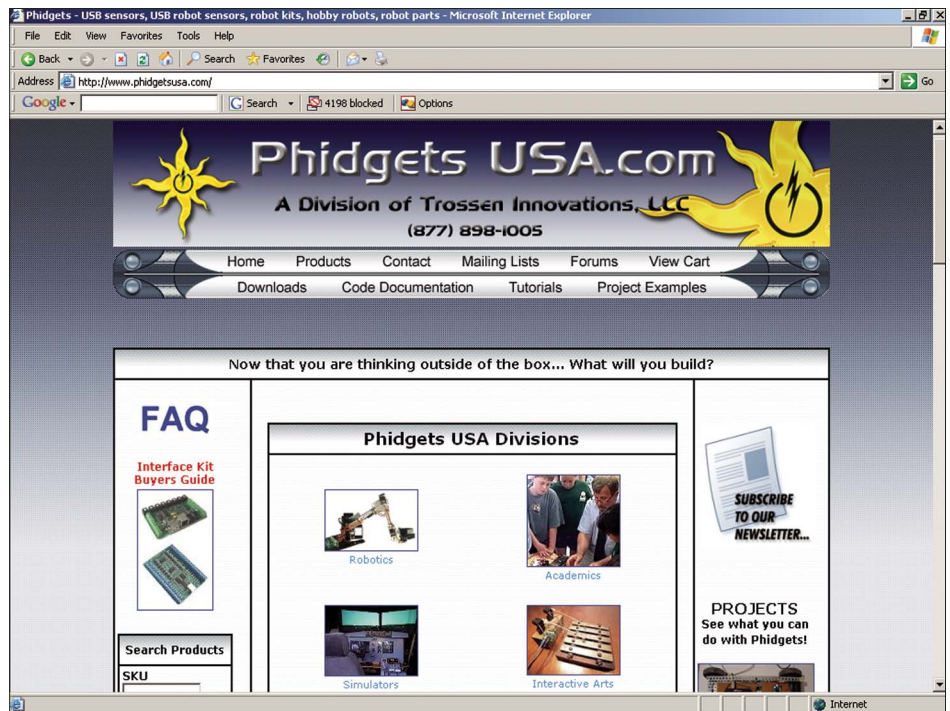 Phidgets - USB sensors, USB robot sensors, robot kits, hobby robots, robot parts - Microsoft Internet Explorer
File Edit View Favorites Tools Help
Back Search Favorites
Address http://www.phidgetsusa.com/ Go
Google Search 4198 blocked Options
Phidgets USA.com
A Division of Trossen Innovations, LLC
(877) 898-1005
Home Products Contact Mailing Lists Forums View Cart
Downloads Code Documentation Tutorials Project Examples
Now that you are thinking outside of the box... What will you build?
FAQ
Interface Kit
Buyers Guide
Search Products
SKU
Phidgets USA Divisions
Robotics
Academics
Simulators
Interactive Arts
SUBSCRIBE
TO OUR
NEWSLETTER...
PROJECTS
See what you can
do with Phidgets!
Internet